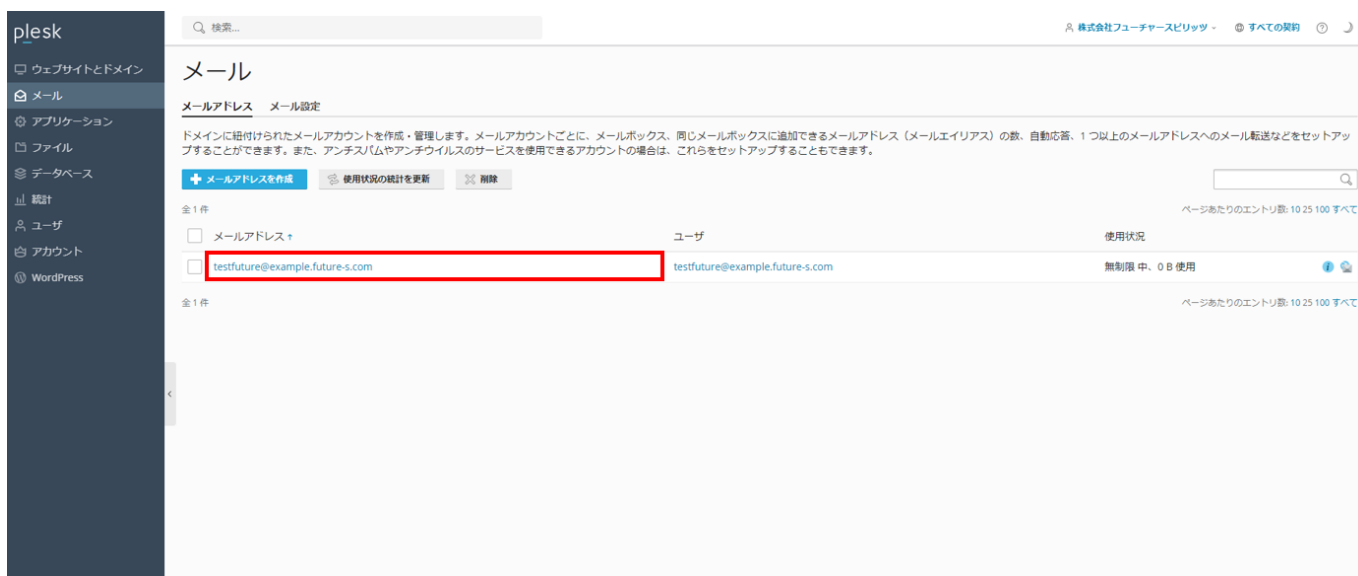 plesk
検索...
株式会社フューチャースピリッツ
すべての契約
ウェブサイトとドメイン
メール
アプリケーション
ファイル
データベース
統計
ユーザ
アカウント
WordPress
メール
メールアドレス メール設定
ドメインに紐付けられたメールアカウントを作成・管理します。メールアカウントごとに、メールボックス、同じメールボックスに追加できるメールアドレス（メールエイリアス）の数、自動応答、1 つ以上のメールアドレスへのメール転送などをセットアッ
プすることができます。また、アンチスパムやアンチウイルスのサービスを使用できるアカウントの場合は、これらをセットアップすることもできます。
メールアドレスを作成 使用状況の統計を更新 削除
全 1 件 ページあたりのエントリ数: 10 25 100 すべて
メールアドレス ↑ ユーザ 使用状況
testfuture@example.future-s.com testfuture@example.future-s.com 無制限 中、0 B 使用
全 1 件 ページあたりのエントリ数: 10 25 100 すべて